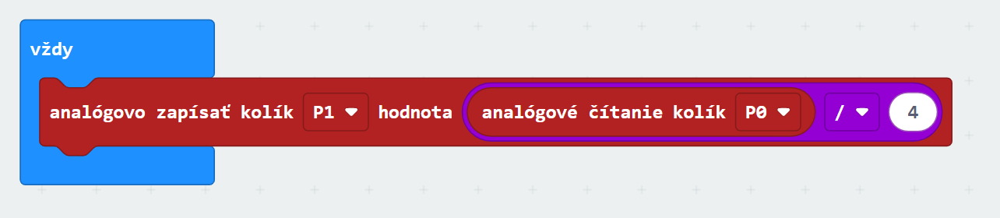 vždy
analógovo zapísať kolík P1 hodnota analógové čítanie kolík P0 / 4